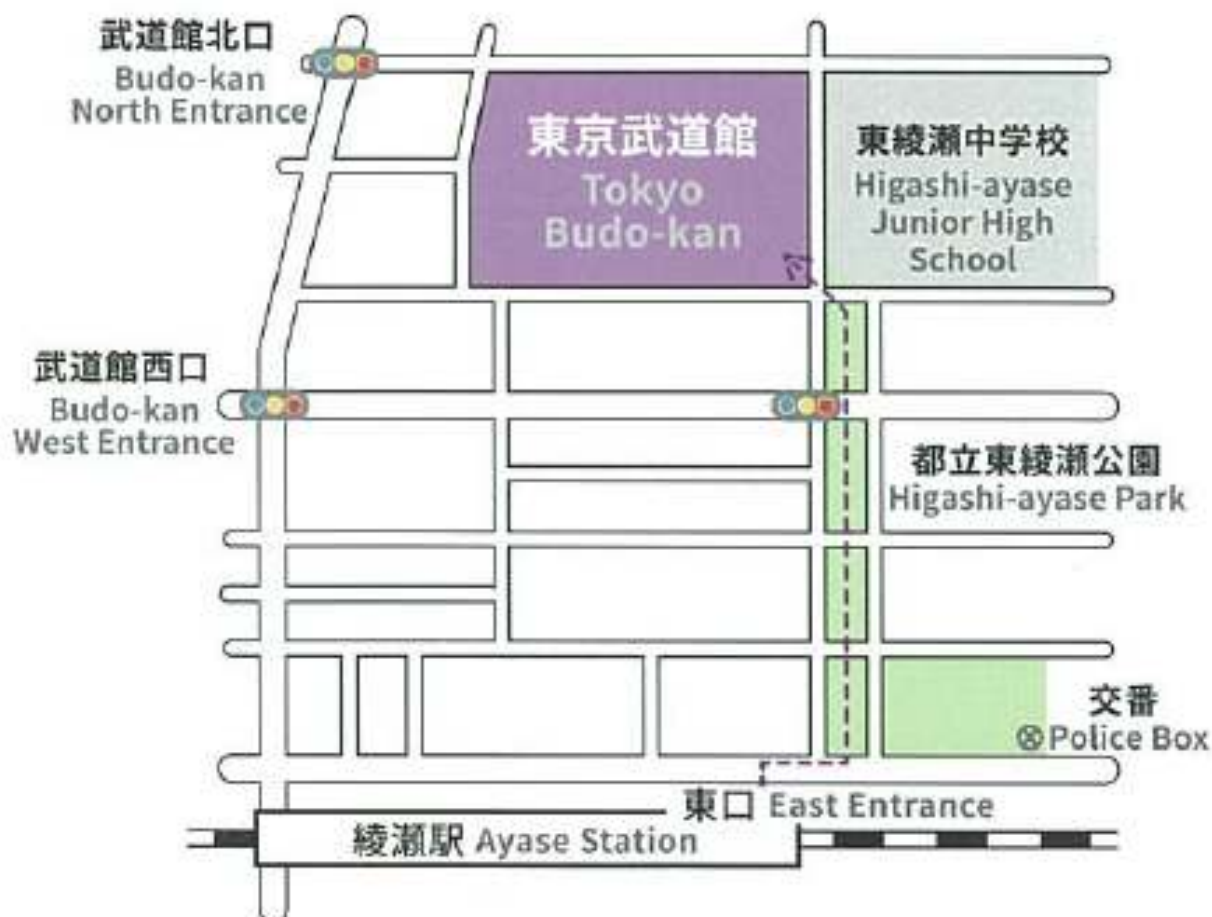 武道館北口
Budo-kan
North Entrance
東京武道館
Tokyo
Budo-kan
東綾瀬中学校
Higashi-ayase
Junior High
School
武道館西口
Budo-kan
West Entrance
都立東綾瀬公園
Higashi-ayase Park
交番
Police Box
東口 East Entrance
綾瀬駅 Ayase Station